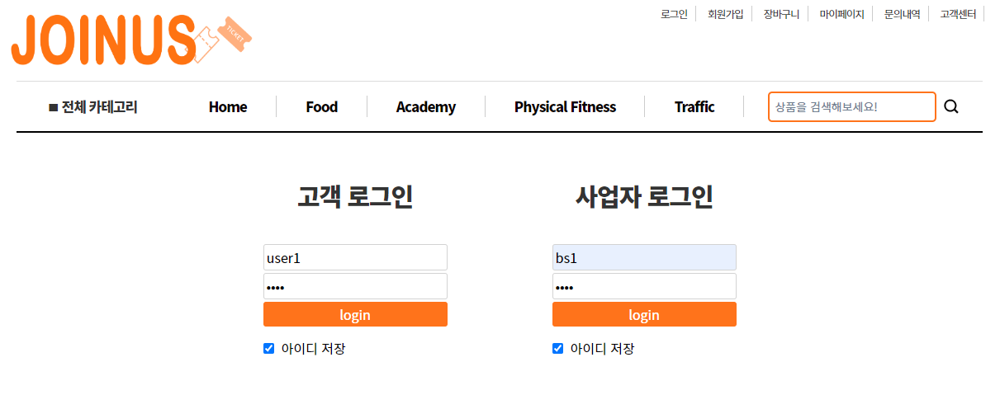 로그인 회원가입 장바구니 마이페이지 문의내역 고객센터
JOINUS TICKET
■ 전체 카테고리 Home Food Academy Physical Fitness Traffic 상품을 검색해보세요!
고객 로그인 사업자 로그인
user1 bs1
•••• ••••
login login
아이디 저장 아이디 저장